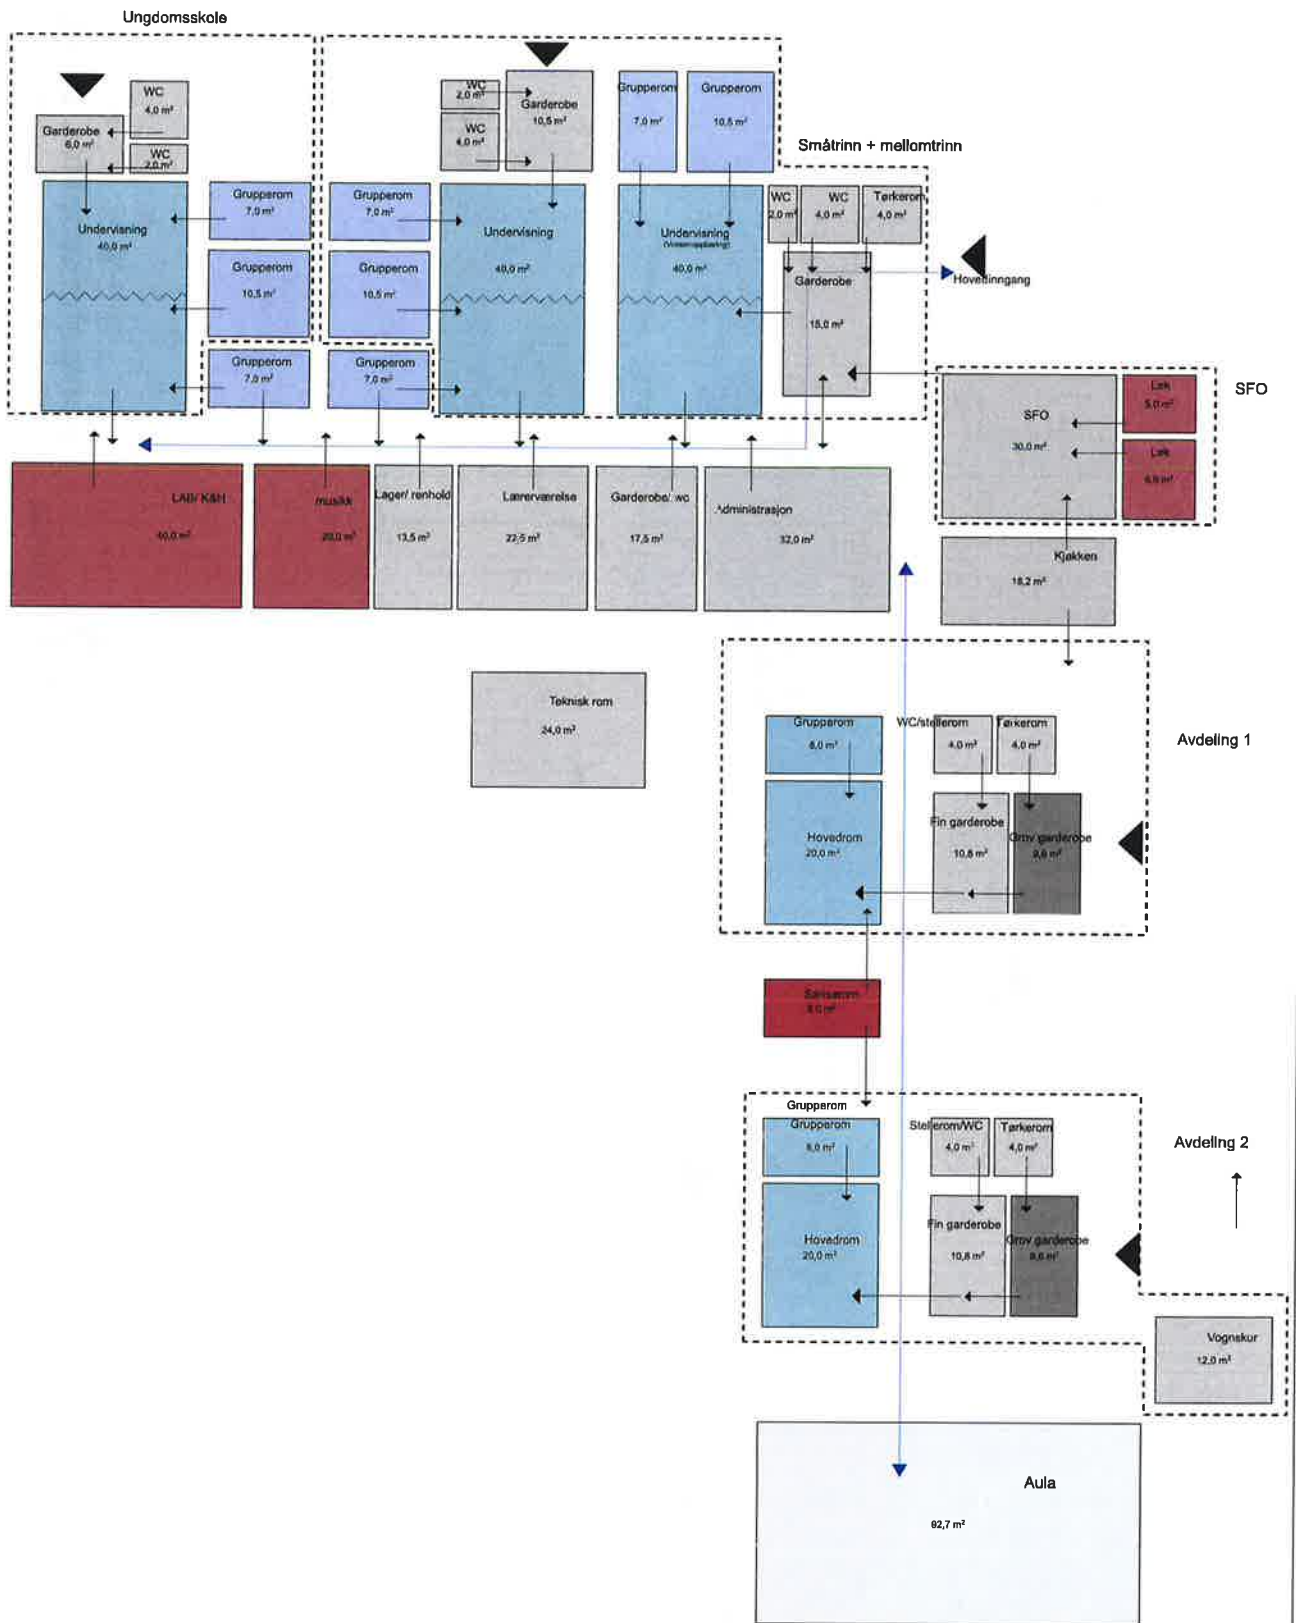 Ungdomsskole
WC
4,0 m²
Garderobe
6,0 m²
WC
2,0 m²
Undervisning
40,0 m²
Grupperom
7,0 m²
Grupperom
10,5 m²
Grupperom
7,0 m²
WC
2,0 m²
WC
4,0 m²
Garderobe
10,5 m²
Grupperom
7,0 m²
Grupperom
10,5 m²
Småtrinn + mellomtrinn
Grupperom
7,0 m²
Grupperom
10,5 m²
Grupperom
7,0 m²
Undervisning
40,0 m²
Undervisning
40,0 m²
WC
2,0 m²
WC
4,0 m²
Tørkerom
4,0 m²
Garderobe
15,0 m²
Hovedinngang
SFO
SFO
30,0 m²
Lek
5,0 m²
Lek
Kjøkken
18,2 m²
LAB/ K&H
40,0 m²
musikk
20,0 m²
Lager/ renhold
13,5 m²
Lærerværelse
22,5 m²
Garderobe/ wc
17,5 m²
Administrasjon
32,0 m²
Teknisk rom
24,0 m²
Avdeling 1
Grupperom
8,0 m²
WC/stellerom
4,0 m²
Tørkerom
4,0 m²
Hovedrom
20,0 m²
Fin garderobe
10,8 m²
Grov garderobe
9,6 m²
Sanserom
8,0 m²
Avdeling 2
Grupperom
Grupperom
8,0 m²
Stellerom/WC
4,0 m²
Tørkerom
4,0 m²
Hovedrom
20,0 m²
Fin garderobe
10,8 m²
Grov garderobe
9,6 m²
Vognskur
12,0 m²
Aula
92,7 m²